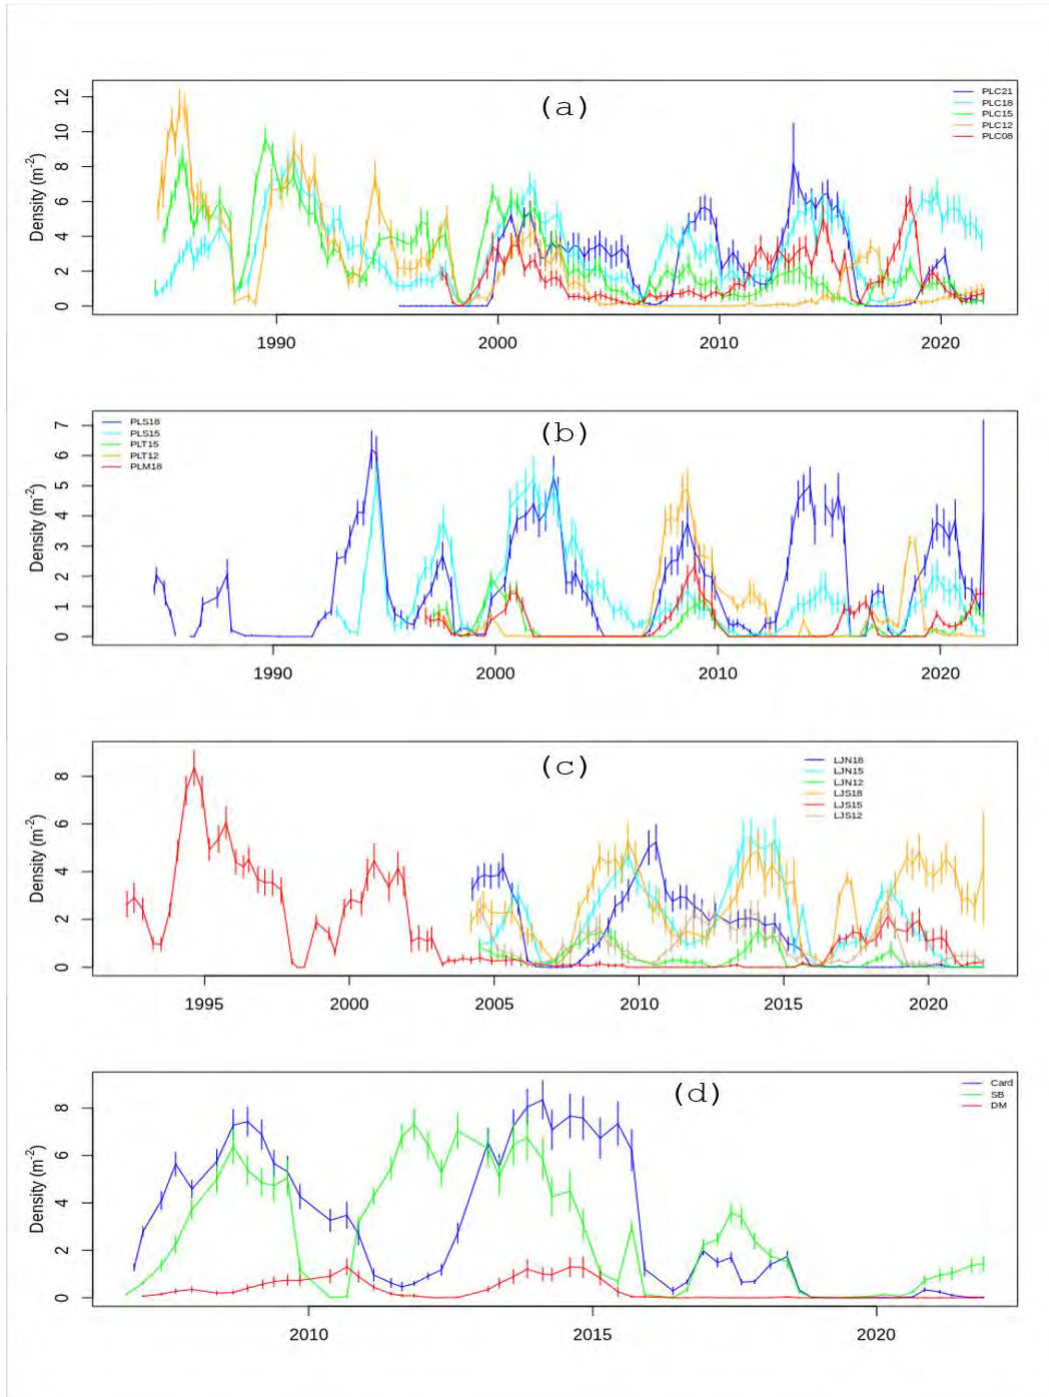 (a)
PLC21
PLC18
PLC15
PLC12
PLC08
Density (m-2)
0 2 4 6 8 10 12
1990 2000 2010 2020
(b)
PLS18
PLS15
PLT15
PLT12
PLM18
Density (m-2)
0 1 2 3 4 5 6 7
1990 2000 2010 2020
(c)
LJN18
LJN15
LJN12
LJS18
LJS15
LJS12
Density (m-2)
0 2 4 6 8
1995 2000 2005 2010 2015 2020
(d)
Card
SB
DM
Density (m-2)
0 2 4 6 8
2010 2015 2020